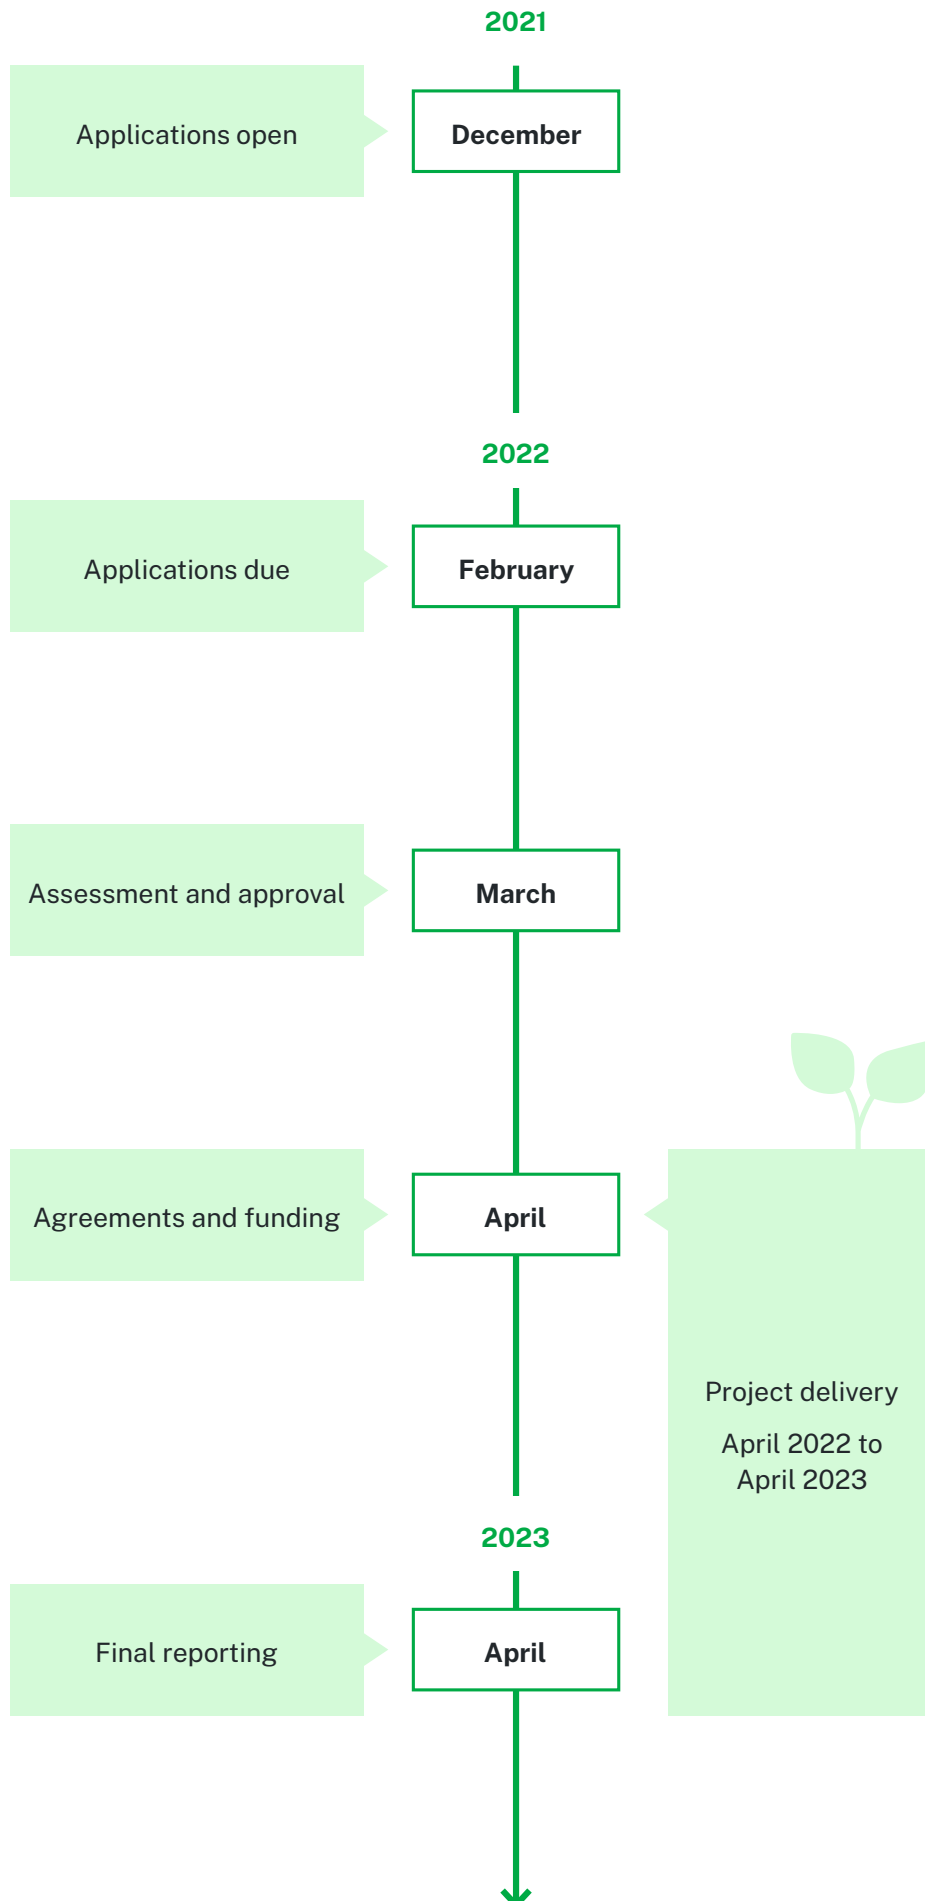 2021
Applications open
December
2022
Applications due
February
Assessment and approval
March
Agreements and funding
April
Project delivery
April 2022 to
April 2023
2023
Final reporting
April